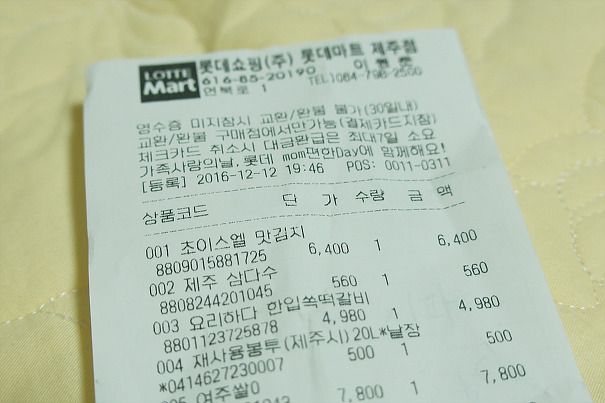 LOTTE Mart
롯데쇼핑(주) 롯데마트 제주점
616-85-20190 이
연북로 1 TEL)064-798-2500
영수증 미지참시 교환/환불 불가(30일내)
교환/환불 구매점에서만가능(결제카드지참)
체크카드 취소시 대금환급은 최대7일 소요
가족사랑의날, 롯데 mom편한Day에 함께해요!
[등록] 2016-12-12 19:46 POS: 0011-0311
상품코드 단 가 수량 금 액
001 초이스엘 맛김지
8809015881725 6,400 1 6,400
002 제주 삼다수
8808244201045 560 1 560
003 요리하다 한입쏙떡갈비
8801123725878 4,980 1 4,980
004 재사용봉투(제주시)20L*낱장
*0414627230007 500 1 500
005 여주쌀0
7,800 1 7,800